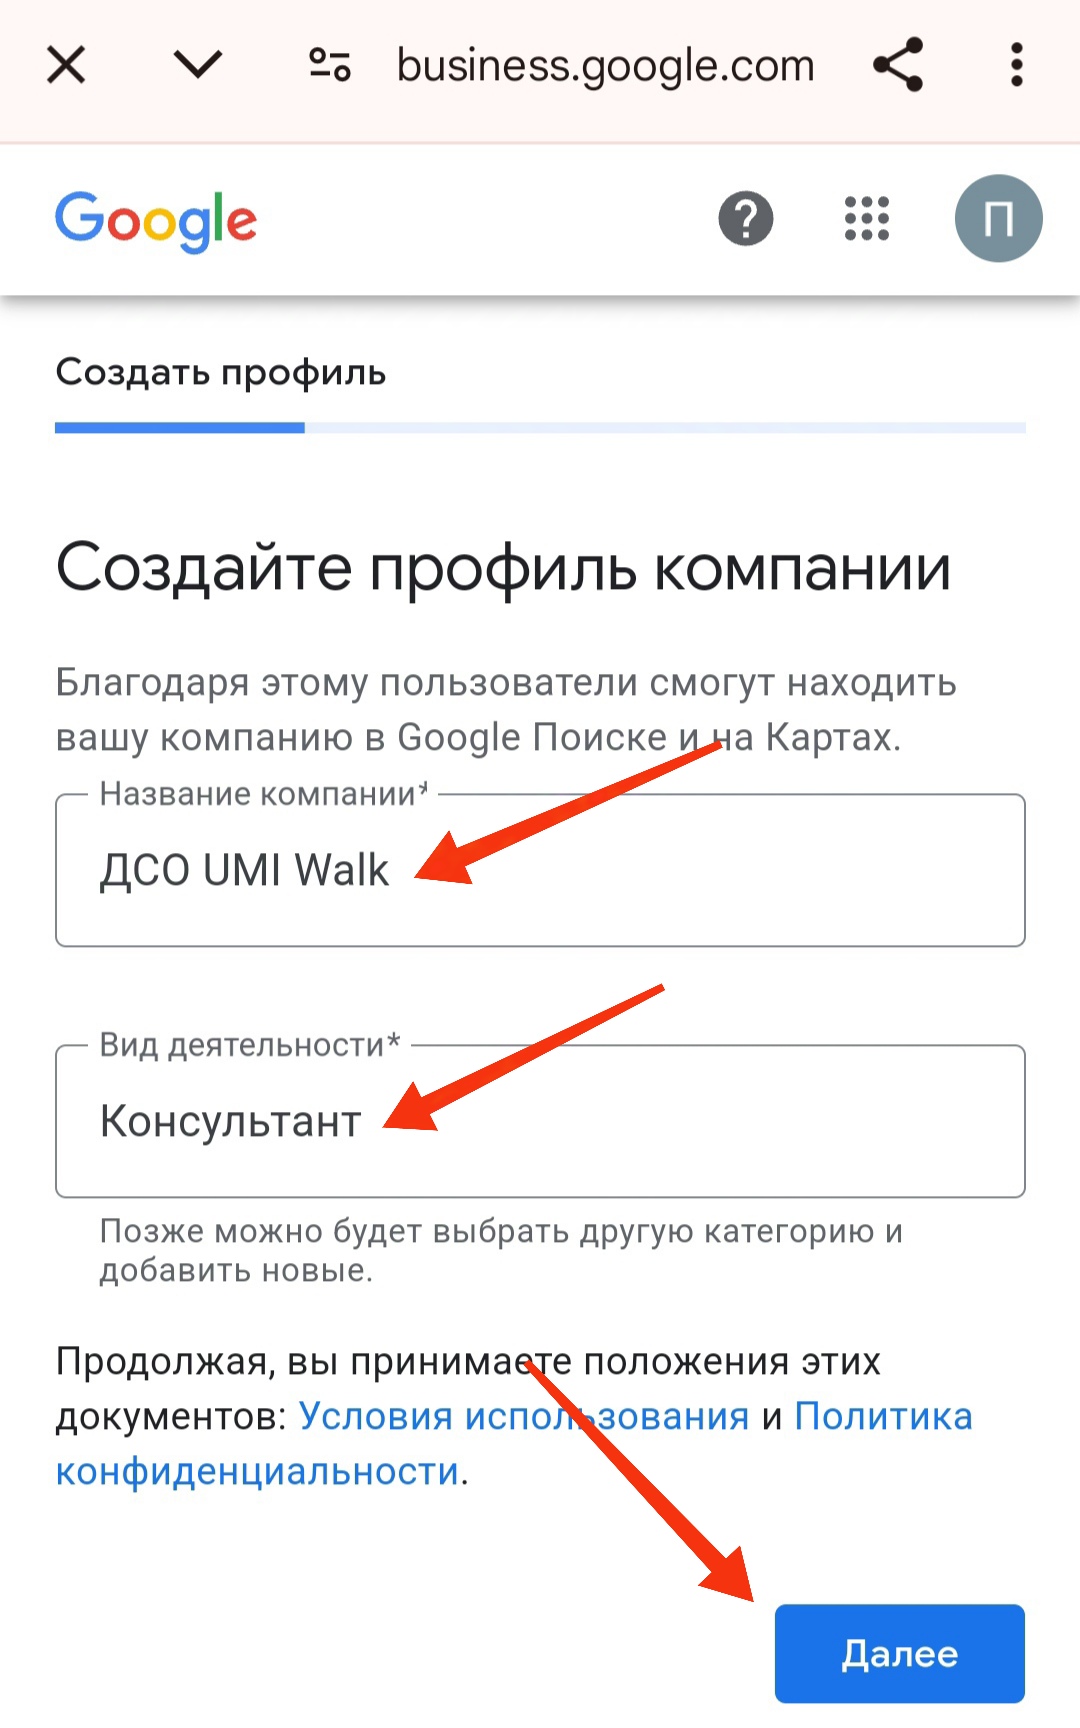 business.google.com
Google
?
П
Создать профиль
Создайте профиль компании
Благодаря этому пользователи смогут находить
вашу компанию в Google Поиске и на Картах.
Название компании*
ДСО UMI Walk
Вид деятельности*
Консультант
Позже можно будет выбрать другую категорию и
добавить новые.
Продолжая, вы принимаете положения этих
документов: Условия использования и Политика
конфиденциальности.
Далее